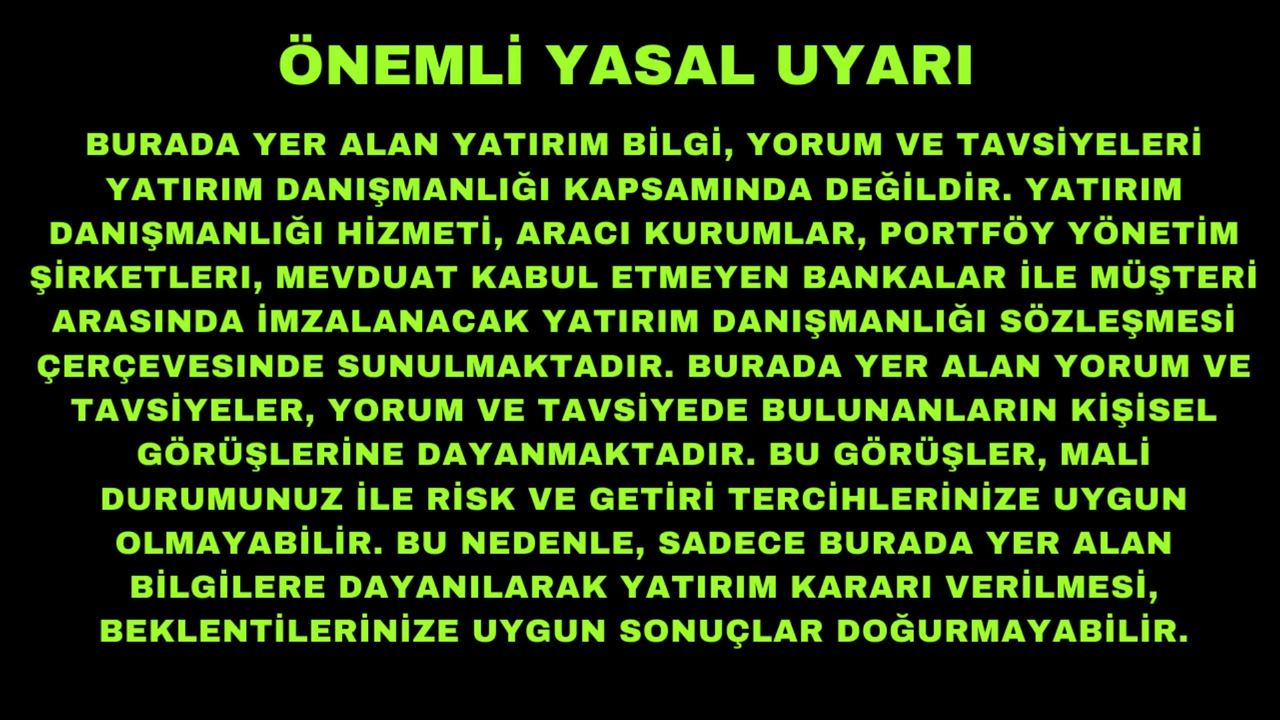 ÖNEMLİ YASAL UYARI
BURADA YER ALAN YATIRIM BİLGİ, YORUM VE TAVSİYELERİ
YATIRIM DANIŞMANLIĞI KAPSAMINDA DEĞİLDİR. YATIRIM
DANIŞMANLIĞI HİZMETİ, ARACI KURUMLAR, PORTFÖY YÖNETİM
ŞİRKETLERI, MEVDUAT KABUL ETMEYEN BANKALAR İLE MÜŞTERİ
ARASINDA İMZALANACAK YATIRIM DANIŞMANLIĞI SÖZLEŞMESİ
ÇERÇEVESINDE SUNULMAKTADIR. BURADA YER ALAN YORUM VE
TAVSİYELER, YORUM VE TAVSİYEDE BULUNANLARIN KİŞİSEL
GÖRÜŞLERİNE DAYANMAKTADIR. BU GÖRÜŞLER, MALİ
DURUMUNUZ İLE RİSK VE GETİRİ TERCİHLERİNİZE UYGUN
OLMAYABİLİR. BU NEDENLE, SADECE BURADA YER ALAN
BİLGİLERE DAYANILARAK YATIRIM KARARI VERİLMESİ,
BEKLENTİLERİNİZE UYGUN SONUÇLAR DOĞURMAYABİLİR.